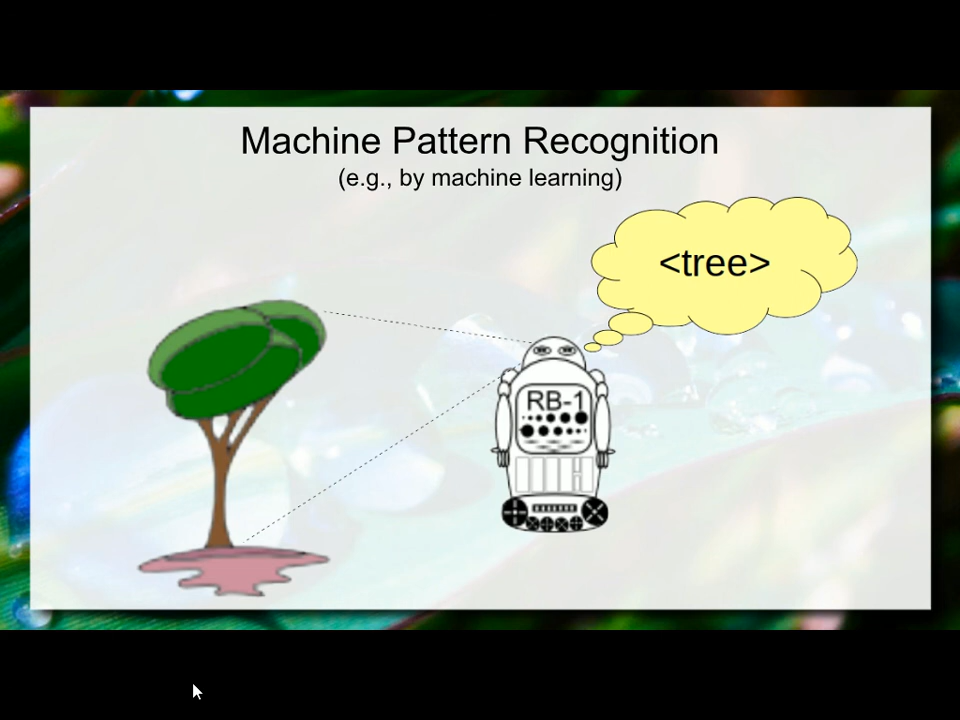 Machine Pattern Recognition
(e.g., by machine learning)
<tree>
RB-1